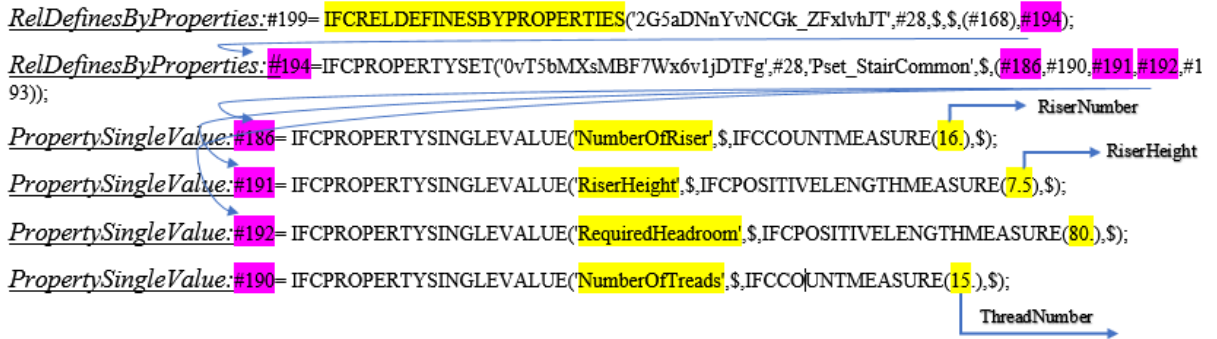 RelDefinesByProperties:#199= IFCRELDEFINESBYPROPERTIES('2G5aDNnYvNCGk_ZFxlvhJT',#28,$,$,(#168),#194);
RelDefinesByProperties:#194=IFCPROPERTYSET('0vT5bMXsMBF7Wx6v1jDTFg',#28,'Pset_StairCommon',$,(#186,#190,#191,#192,#1
93));
RiserNumber
PropertySingleValue:#186= IFCPROPERTYSINGLEVALUE('NumberOfRiser',$,IFCCOUNTMEASURE(16.),$);
RiserHeight
PropertySingleValue:#191= IFCPROPERTYSINGLEVALUE('RiserHeight',$,IFCPOSITIVELENGTHMEASURE(7.5),$);
PropertySingleValue:#192= IFCPROPERTYSINGLEVALUE('RequiredHeadroom',$,IFCPOSITIVELENGTHMEASURE(80.),$);
PropertySingleValue:#190= IFCPROPERTYSINGLEVALUE('NumberOfTreads',$,IFCCOUNTMEASURE(15.),$);
ThreadNumber